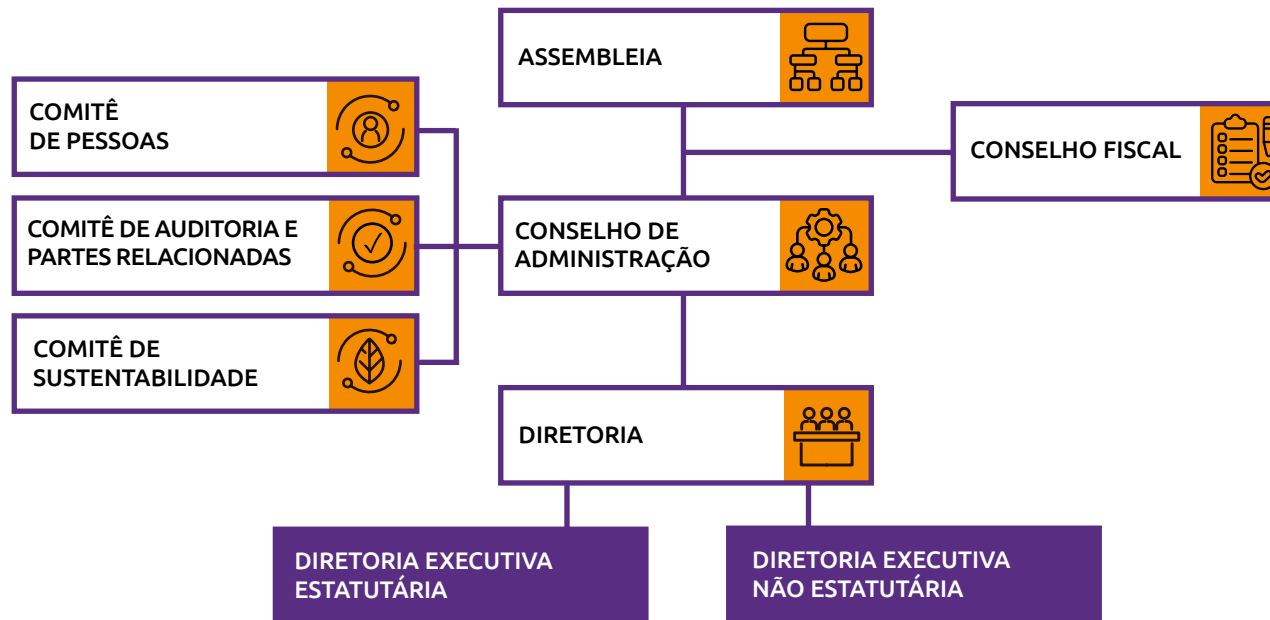 ASSEMBLEIA
COMITÊ
DE PESSOAS
CONSELHO FISCAL
COMITÊ DE AUDITORIA E
PARTES RELACIONADAS
CONSELHO DE
ADMINISTRAÇÃO
COMITÊ DE
SUSTENTABILIDADE
DIRETORIA
DIRETORIA EXECUTIVA
ESTATUTÁRIA
DIRETORIA EXECUTIVA
NÃO ESTATUTÁRIA